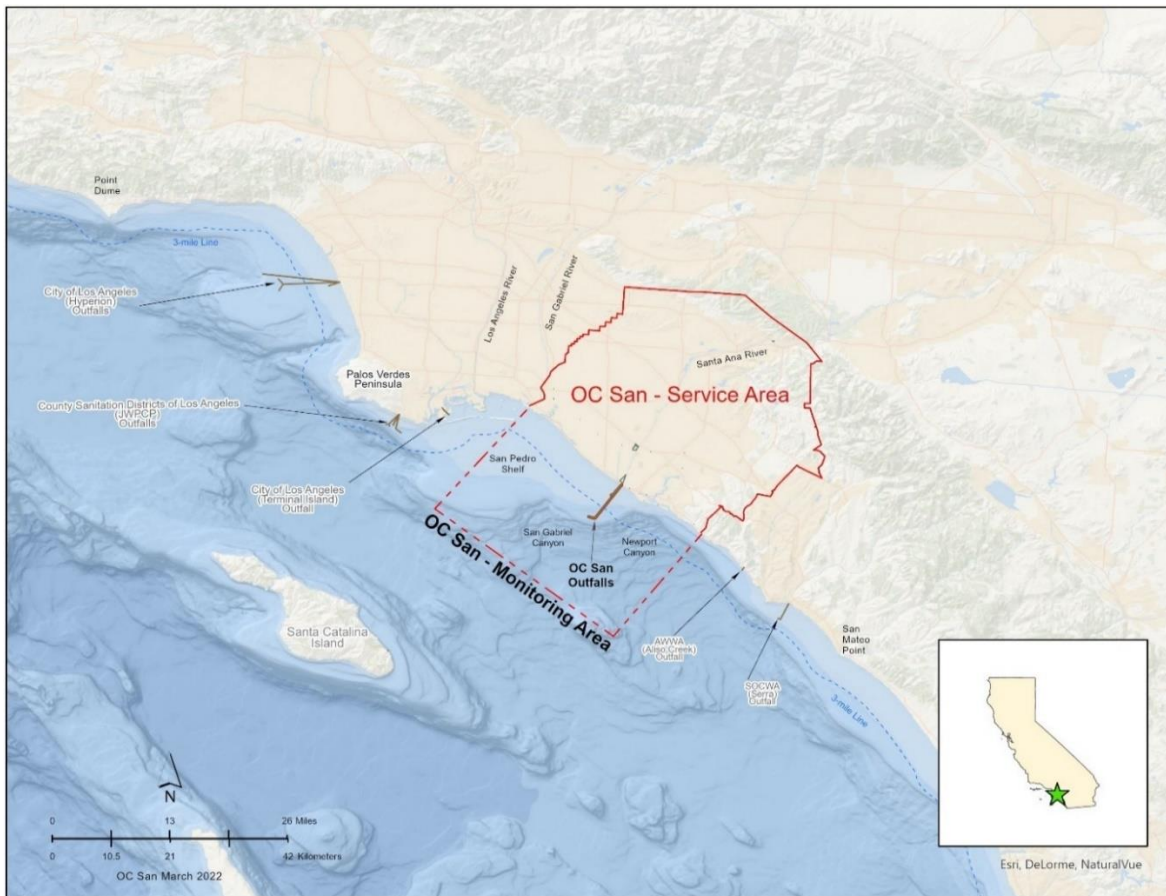 Point
Dume
3-mile Line
City of Los Angeles
(Hyperion)
Outfalls
Los Angeles River
San Gabriel River
Santa Ana River
OC San - Service Area
Palos Verdes
Peninsula
County Sanitation Districts of Los Angeles
(JWPCP)
Outfalls
San Pedro
Shelf
City of Los Angeles
(Terminal Island)
Outfall
San Gabriel
Canyon
Newport
Canyon
OC San
Outfalls
OC San - Monitoring Area
Santa Catalina
Island
AWWA
(Aliso Creek)
Outfall
SOCWA
(Serra)
Outfall
San
Mateo
Point
3-mile Line
N
0 13 26 Miles
0 10.5 21 42 Kilometers
OC San March 2022
Esri, DeLorme, NaturalVue